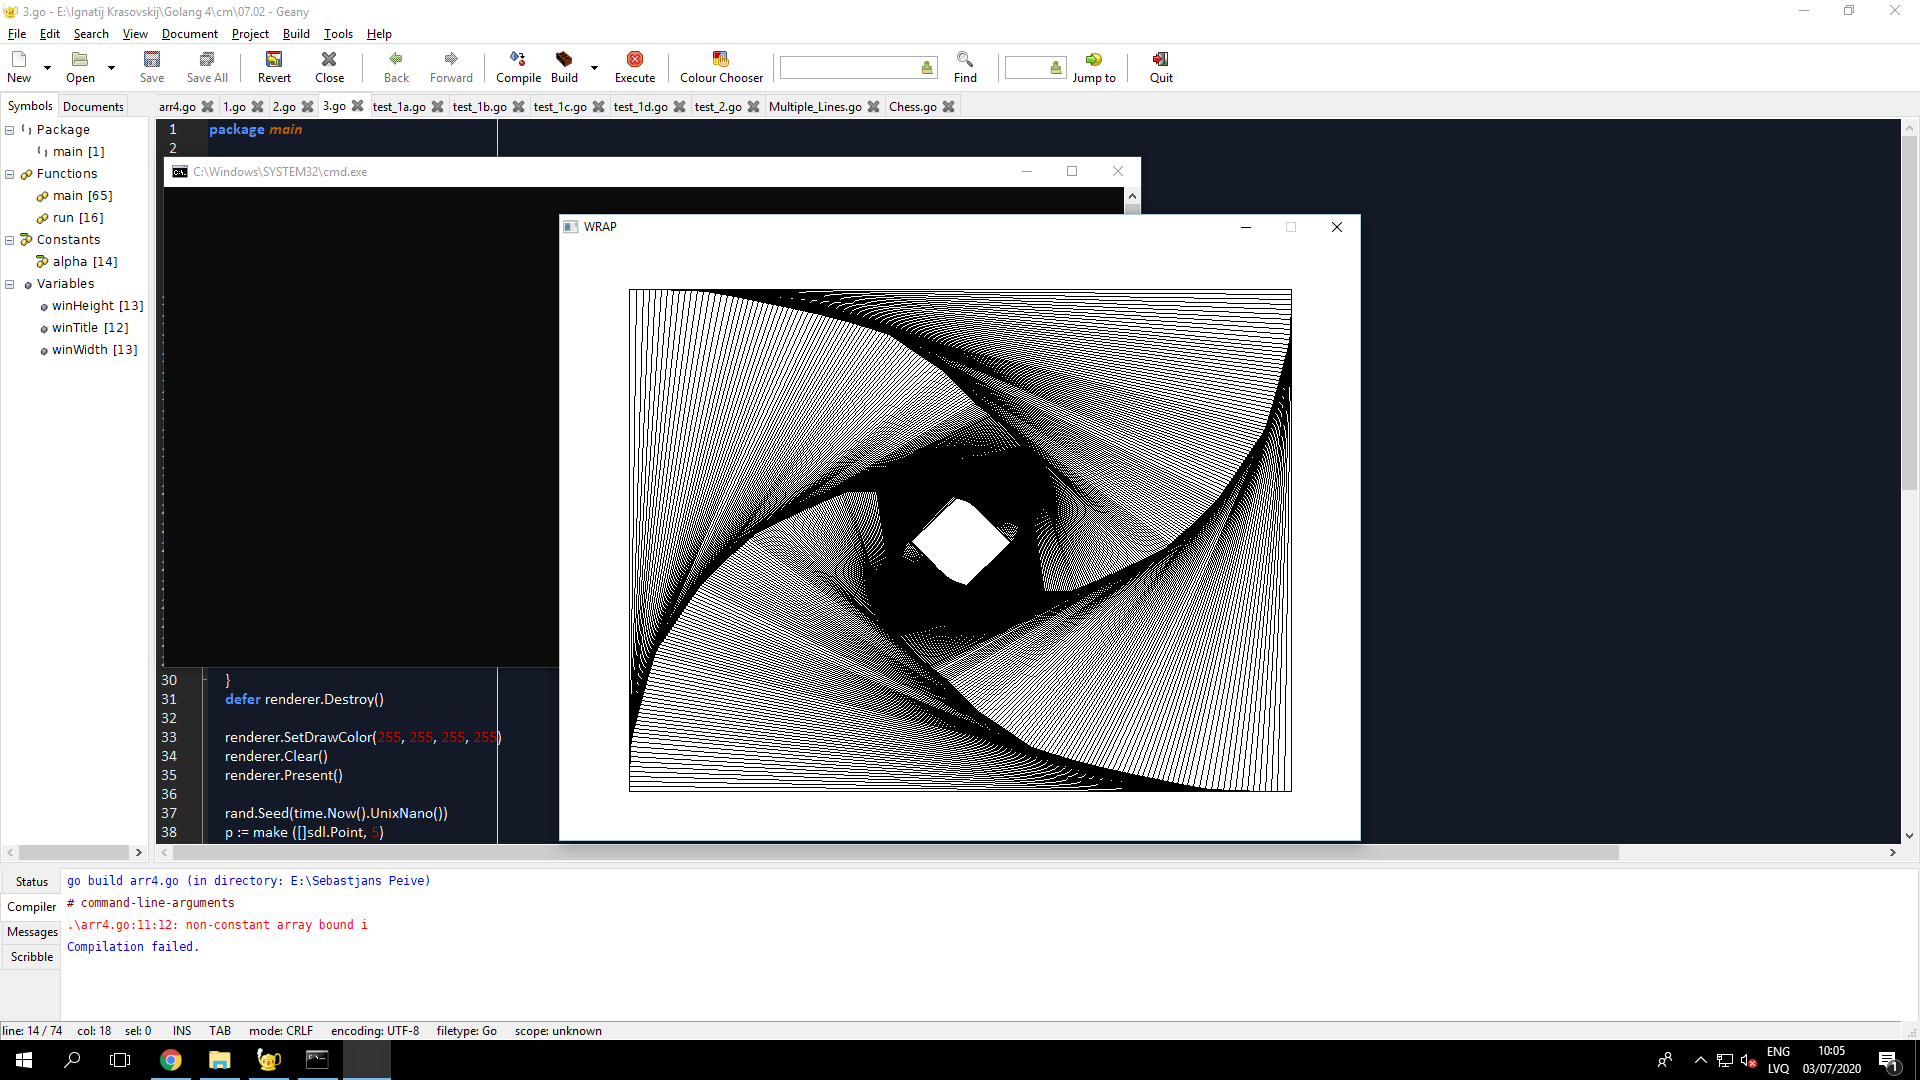 3.go - E:\Ignatij Krasovskij\Golang 4\cm\07.02 - Geany
File Edit Search View Document Project Build Tools Help
New Open Save Save All Revert Close Back Forward Compile Build Execute Colour Chooser Find Jump to Quit
Symbols Documents
arr4.go 1.go 2.go 3.go test_1a.go test_1b.go test_1c.go test_1d.go test_2.go Multiple_Lines.go Chess.go
Package
main [1]
Functions
main [65]
run [16]
Constants
alpha [14]
Variables
winHeight [13]
winTitle [12]
winWidth [13]
1 package main
2
C:\Windows\SYSTEM32\cmd.exe
WRAP
30 }
31 defer renderer.Destroy()
32
33 renderer.SetDrawColor(255, 255, 255, 255)
34 renderer.Clear()
35 renderer.Present()
36
37 rand.Seed(time.Now().UnixNano())
38 p := make ([]sdl.Point, 5)
Status
Compiler
Messages
Scribble
go build arr4.go (in directory: E:\Sebastjans Peive)
# command-line-arguments
.\arr4.go:11:12: non-constant array bound i
Compilation failed.
line: 14 / 74 col: 18 sel: 0 INS TAB mode: CRLF encoding: UTF-8 filetype: Go scope: unknown
ENG
LVQ
10:05
03/07/2020
1